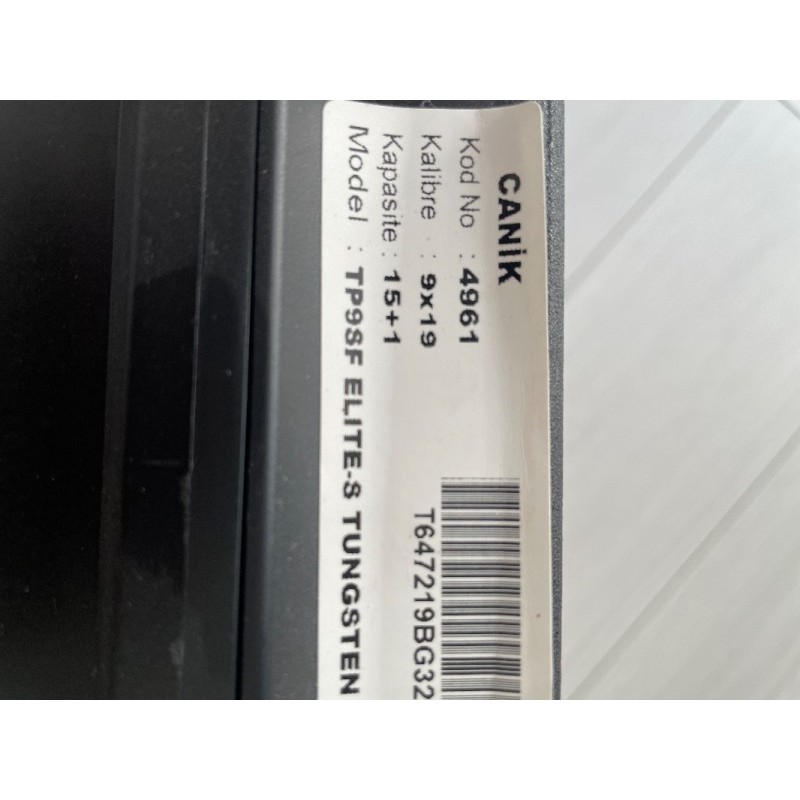 CANİK
Kod No : 4961
Kalibre : 9x19
Kapasite : 15+1
Model : TP9SF ELITE-S TUNGSTEN
T647219BG32